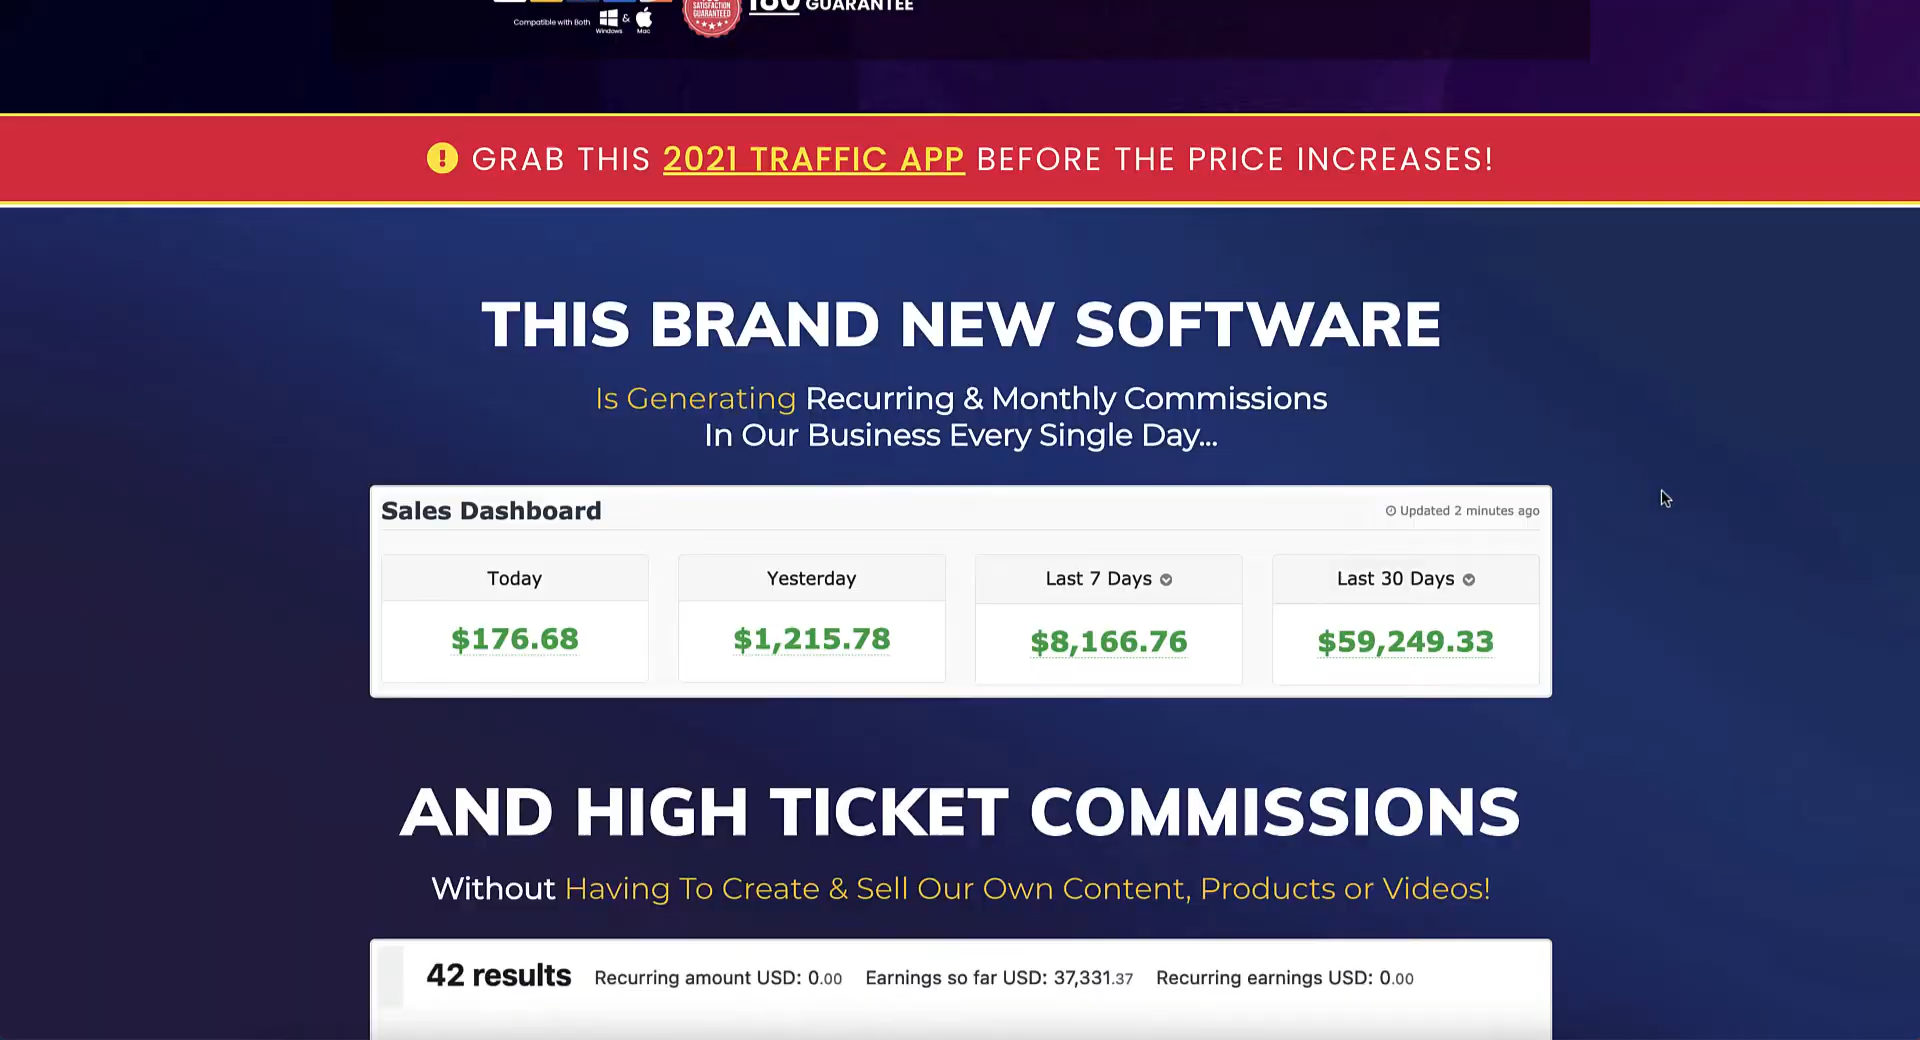 SATISFACTION
GUARANTEED
180 GUARANTEE
Compatible with Both
Windows
&
Mac
GRAB THIS 2021 TRAFFIC APP BEFORE THE PRICE INCREASES!
THIS BRAND NEW SOFTWARE
Is Generating Recurring & Monthly Commissions
In Our Business Every Single Day...
Sales Dashboard
Updated 2 minutes ago
Today
Yesterday
Last 7 Days
Last 30 Days
$176.68
$1,215.78
$8,166.76
$59,249.33
AND HIGH TICKET COMMISSIONS
Without Having To Create & Sell Our Own Content, Products or Videos!
42 results Recurring amount USD: 0.00 Earnings so far USD: 37,331.37 Recurring earnings USD: 0.00